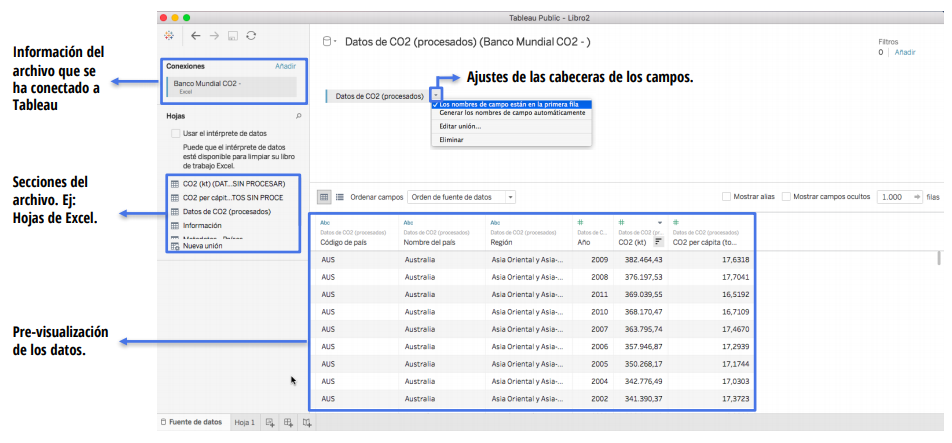 Tableau Public - Libro2
Información del
archivo que se
ha conectado a
Tableau
Conexiones Añadir
Banco Mundial CO2 -
Excel
Datos de CO2 (procesados) (Banco Mundial CO2 - )
Filtros
0 Añadir
Ajustes de las cabeceras de los campos.
Datos de CO2 (procesados)
✓ Los nombres de campo están en la primera fila
Generar los nombres de campo automáticamente
Editar unión...
Eliminar
Hojas
Usar el intérprete de datos
Puede que el intérprete de datos
esté disponible para limpiar su libro
de trabajo Excel.
Secciones del
archivo. Ej:
Hojas de Excel.
CO2 (kt) (DAT...SIN PROCESAR)
CO2 per cápit...TOS SIN PROCE
Datos de CO2 (procesados)
Información
Metadatos - Países
Nueva unión
Ordenar campos Orden de fuente de datos
Mostrar alias Mostrar campos ocultos 1.000 filas
Pre-visualización
de los datos.
Abc Abc Abc # # #
Datos de CO2 (procesados) Datos de CO2 (procesados) Datos de CO2 (procesados) Datos de C... Datos de CO2 (pr... Datos de CO2 (procesados)
Código de país Nombre del país Región Año CO2 (kt) CO2 per cápita (to...
AUS Australia Asia Oriental y Asia-... 2009 382.464,43 17,6318
AUS Australia Asia Oriental y Asia-... 2008 376.197,53 17,7041
AUS Australia Asia Oriental y Asia-... 2011 369.039,55 16,5192
AUS Australia Asia Oriental y Asia-... 2010 368.170,47 16,7109
AUS Australia Asia Oriental y Asia-... 2007 363.795,74 17,4670
AUS Australia Asia Oriental y Asia-... 2006 357.946,87 17,2939
AUS Australia Asia Oriental y Asia-... 2005 350.268,17 17,1744
AUS Australia Asia Oriental y Asia-... 2004 342.776,49 17,0303
AUS Australia Asia Oriental y Asia-... 2002 341.390,37 17,3723
Fuente de datos Hoja 1